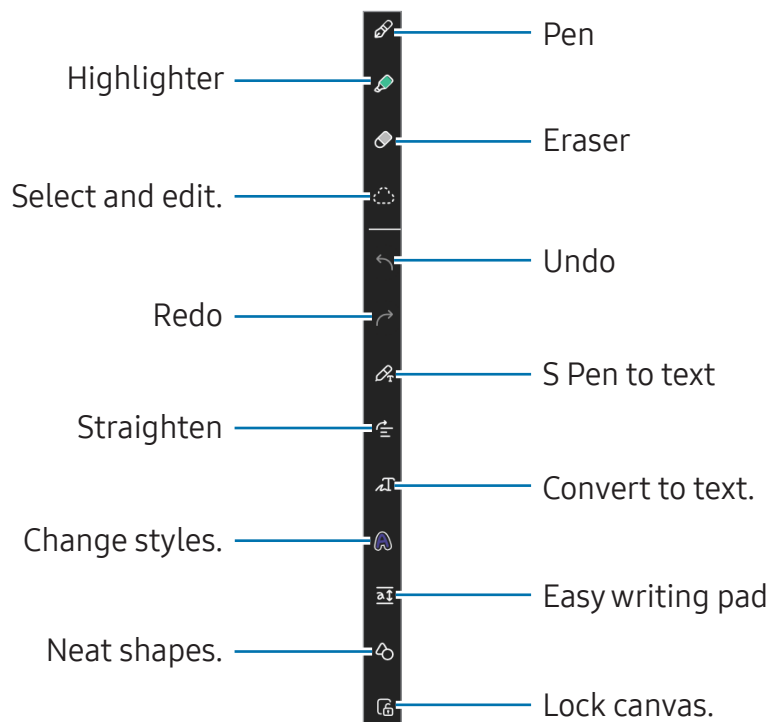 Pen
Highlighter
Eraser
Select and edit.
Undo
Redo
S Pen to text
Straighten
Convert to text.
Change styles.
Easy writing pad
Neat shapes.
Lock canvas.